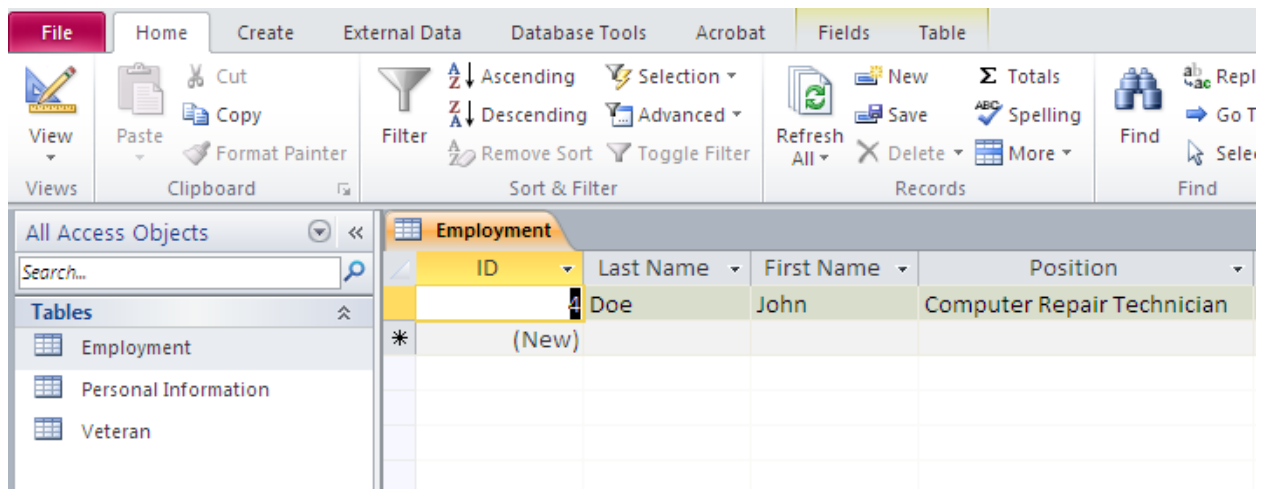 File Home Create External Data Database Tools Acrobat Fields Table
Cut Ascending Selection New Σ Totals Repl
Copy Descending Advanced Save Spelling Go T
View Paste Format Painter Filter Remove Sort Toggle Filter Refresh All Delete More Find Sele
Views Clipboard Sort & Filter Records Find
All Access Objects « Employment
Search... ID Last Name First Name Position
Tables 4 Doe John Computer Repair Technician
Employment * (New)
Personal Information
Veteran